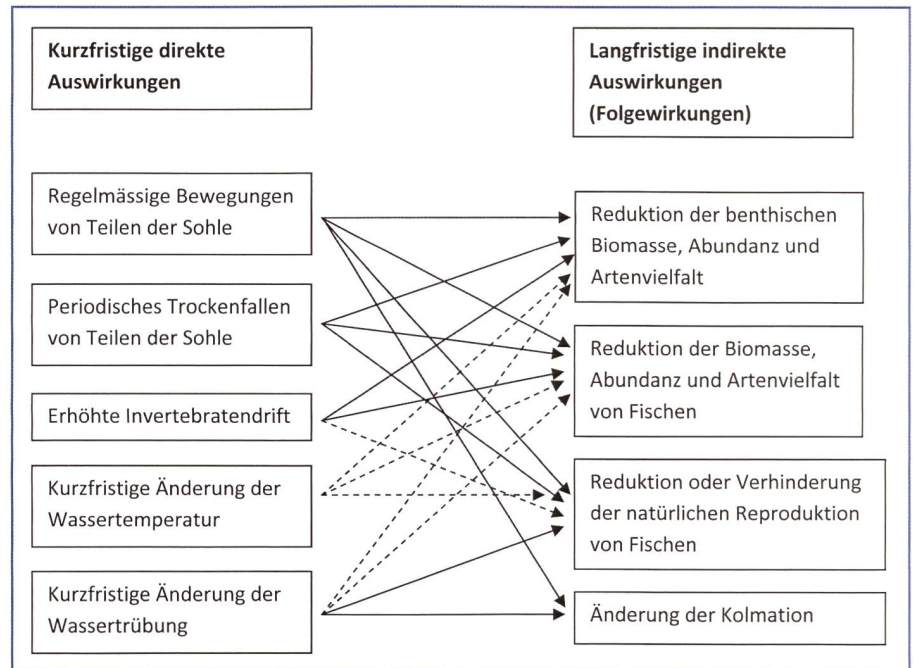 Kurzfristige direkte
Auswirkungen
Langfristige indirekte
Auswirkungen
(Folgewirkungen)
Regelmässige Bewegungen
von Teilen der Sohle
Periodisches Trockenfallen
von Teilen der Sohle
Erhöhte Invertebratendrift
Kurzfristige Änderung der
Wassertemperatur
Kurzfristige Änderung der
Wassertrübung
Reduktion der benthischen
Biomasse, Abundanz und
Artenvielfalt
Reduktion der Biomasse,
Abundanz und Artenvielfalt
von Fischen
Reduktion oder Verhinderung
der natürlichen Reproduktion
von Fischen
Änderung der Kolmation